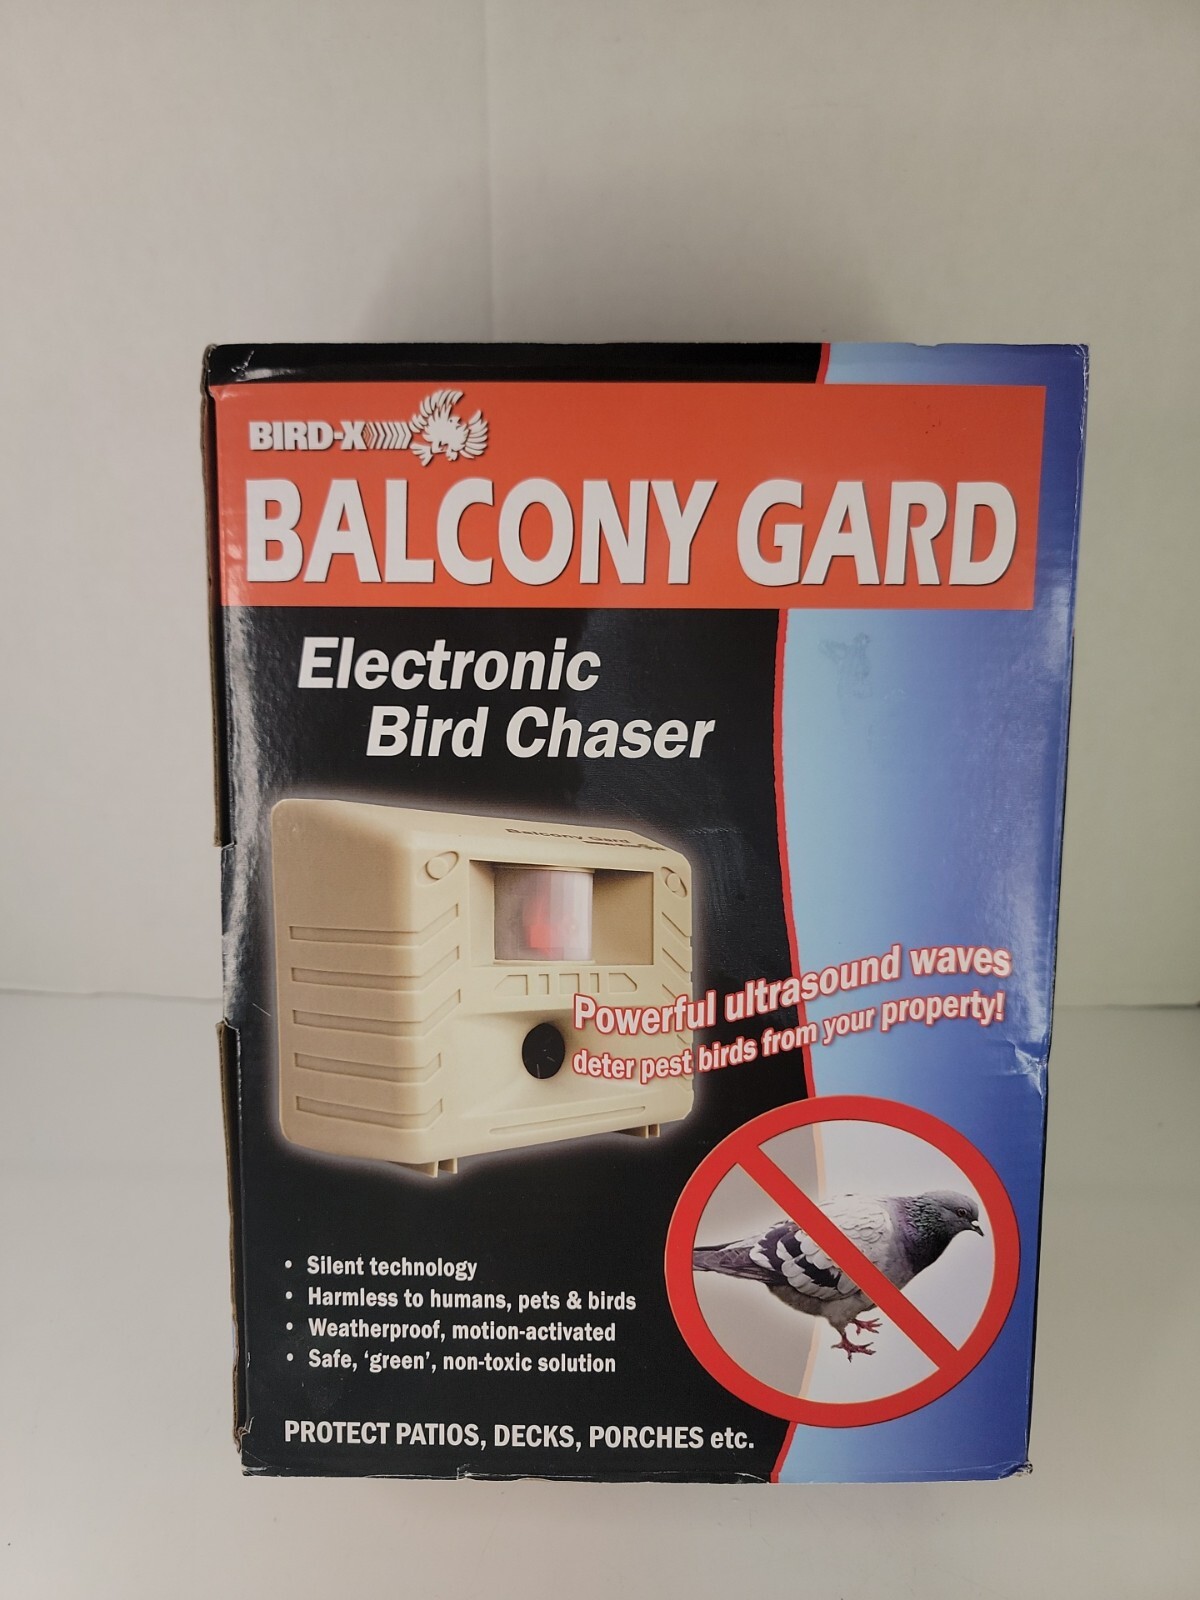 BIRD-X
BALCONY GARD
Electronic
Bird Chaser
Balcony Gard
Powerful ultrasound waves
deter pest birds from your property!
• Silent technology
• Harmless to humans, pets & birds
• Weatherproof, motion-activated
• Safe, ‘green’, non-toxic solution
PROTECT PATIOS, DECKS, PORCHES etc.